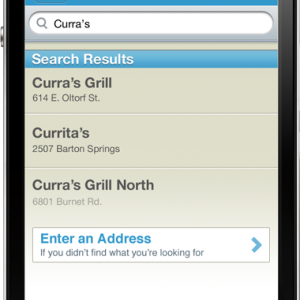 Curra's
Search Results
Curra's Grill
614 E. Oltorf St.
Currita's
2507 Barton Springs
Curra's Grill North
6801 Burnet Rd.
Enter an Address
If you didn't find what you're looking for